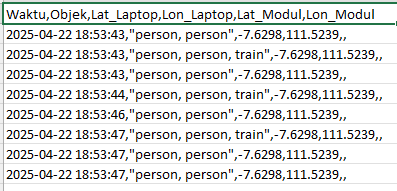 Waktu,Objek,Lat_Laptop,Lon_Laptop,Lat_Modul,Lon_Modul
2025-04-22 18:53:43,"person, person",-7.6298,111.5239,,
2025-04-22 18:53:43,"person, person, train",-7.6298,111.5239,,
2025-04-22 18:53:43,"person, person",-7.6298,111.5239,,
2025-04-22 18:53:44,"person, person, train",-7.6298,111.5239,,
2025-04-22 18:53:46,"person, person",-7.6298,111.5239,,
2025-04-22 18:53:47,"person, person, train",-7.6298,111.5239,,
2025-04-22 18:53:47,"person, person",-7.6298,111.5239,,
2025-04-22 18:53:47,"person, person",-7.6298,111.5239,,